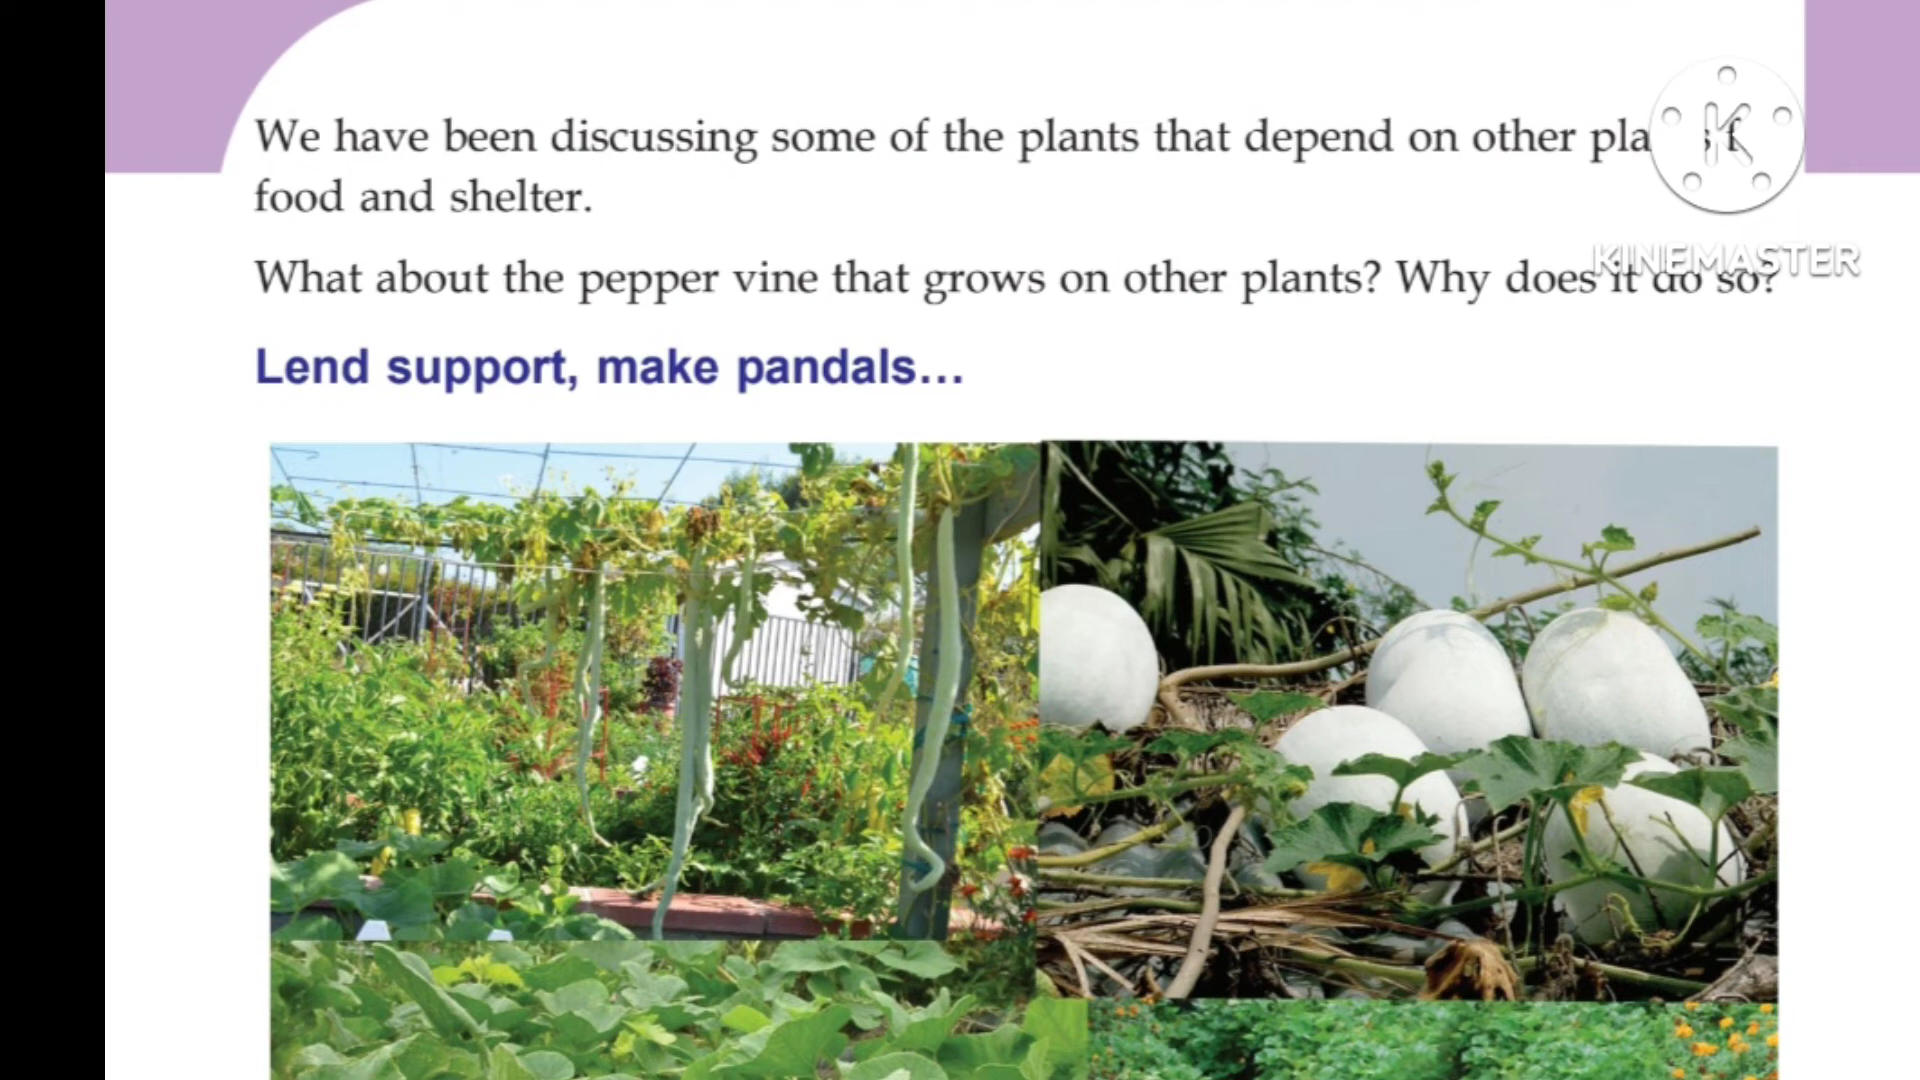 We have been discussing some of the plants that depend on other
food and shelter.
What about the pepper vine that grows on other plants? Why does it do so?
KINEMASTER
Lend support, make pandals…